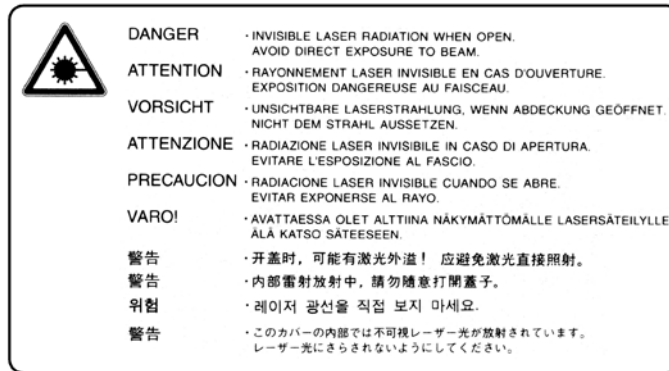 DANGER · INVISIBLE LASER RADIATION WHEN OPEN.
AVOID DIRECT EXPOSURE TO BEAM.
ATTENTION · RAYONNEMENT LASER INVISIBLE EN CAS D'OUVERTURE.
EXPOSITION DANGEREUSE AU FAISCEAU.
VORSICHT · UNSICHTBARE LASERSTRAHLUNG, WENN ABDECKUNG GEÖFFNET.
NICHT DEM STRAHL AUSSETZEN.
ATTENZIONE · RADIAZIONE LASER INVISIBILE IN CASO DI APERTURA.
EVITARE L'ESPOSIZIONE AL FASCIO.
PRECAUCION · RADIACIONE LASER INVISIBLE CUANDO SE ABRE.
EVITAR EXPONERSE AL RAYO.
VARO! · AVATTAESSA OLET ALTTIINA NÄKYMÄTTÖMÄLLE LASERSÄTEILYLLE
ÄLÄ KATSO SÄTEESEEN.
警告 · 开盖时，可能有激光外溢！ 应避免激光直接照射。
警告 · 內部雷射放射中，請勿隨意打開蓋子。
위험 · 레이저 광선을 직접 보지 마세요.
警告 · このカバーの内部では不可視レーザー光が放射されています。
レーザー光にさらされないようにしてください。